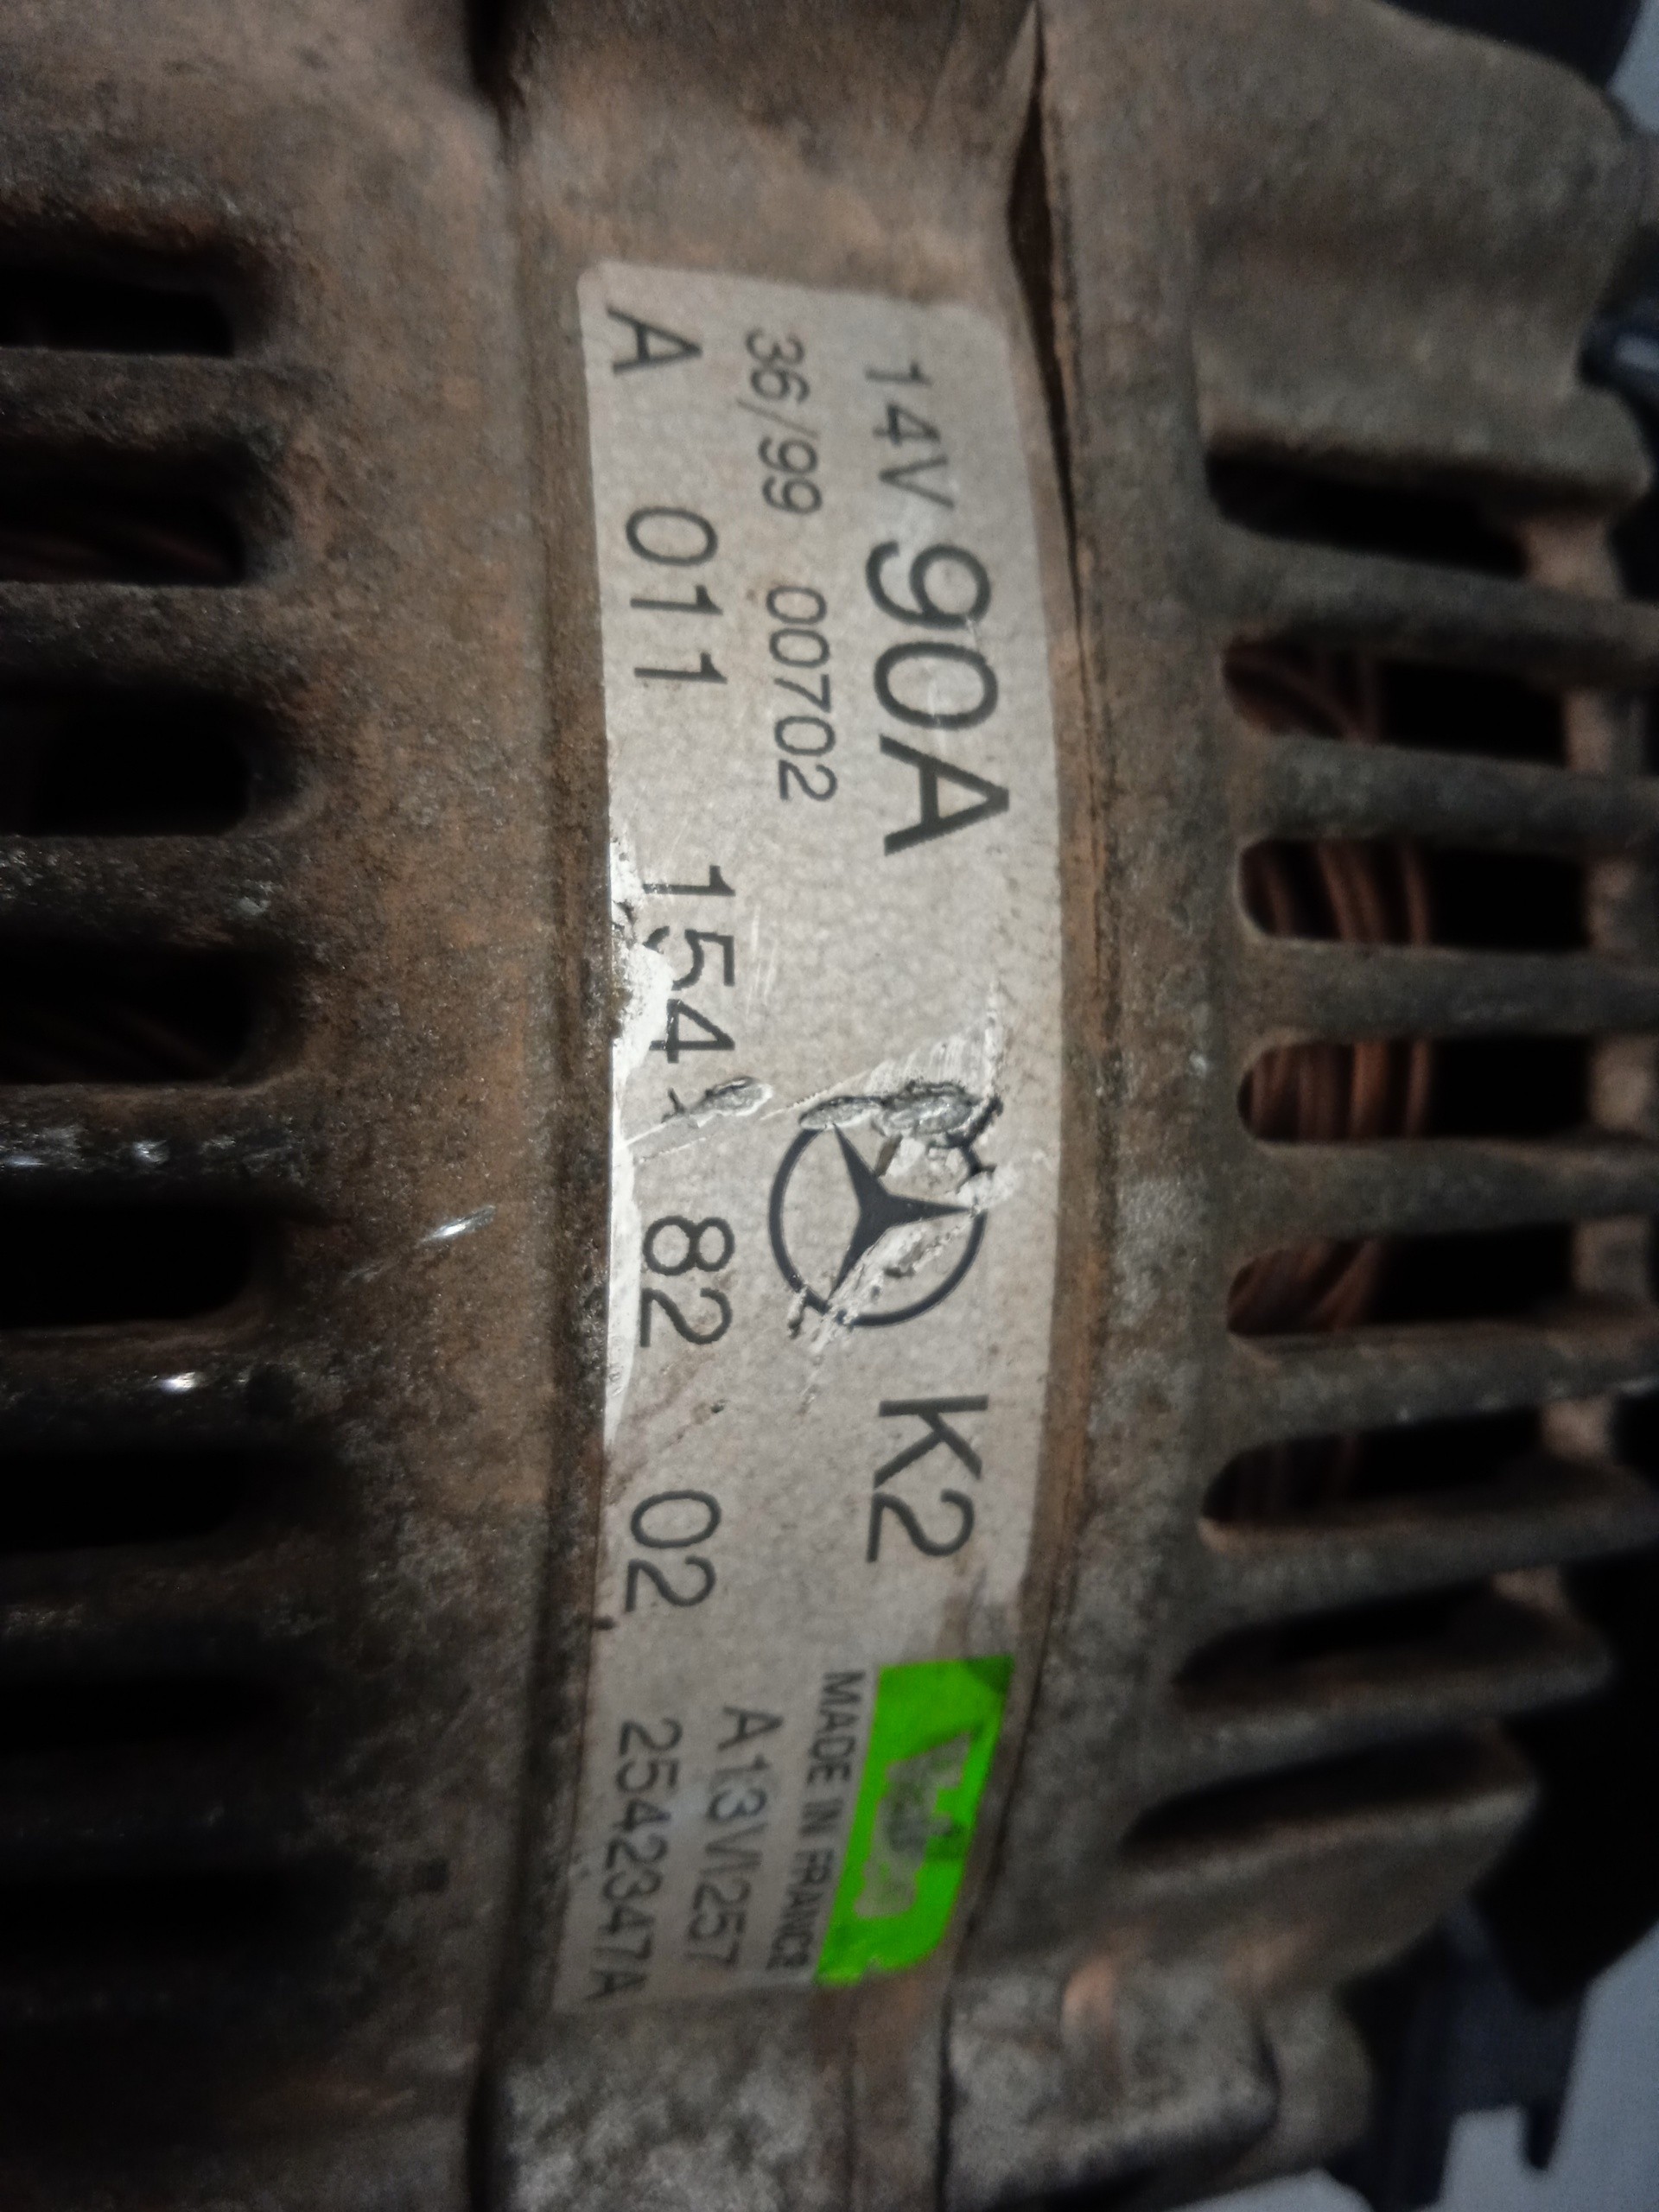 14V 90A K2
36/99 00702
MADE IN FRANCE
A 011 154 82 02
A13VI257
2542347A